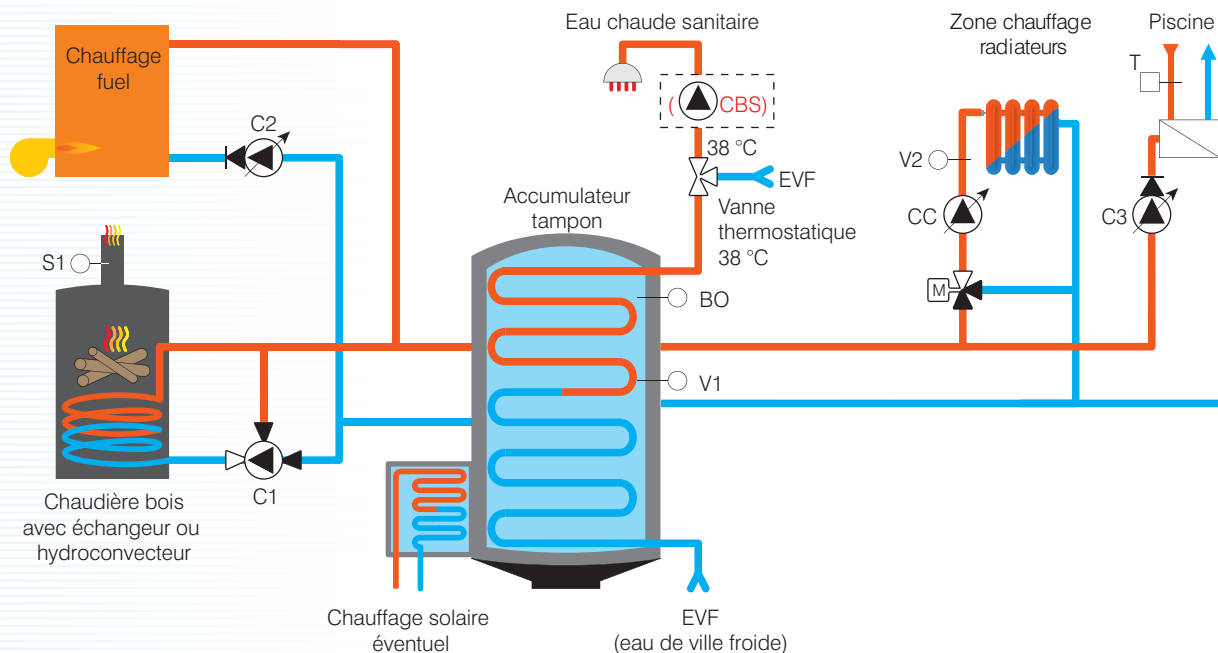 Chauffage
fuel
C2
S1
C1
Chaudière bois
avec échangeur ou
hydroconvecteur
Eau chaude sanitaire
( CBS)
38 °C
EVF
Vanne
thermostatique
38 °C
Accumulateur
tampon
BO
V1
Chauffage solaire
éventuel
EVF
(eau de ville froide)
Zone chauffage
radiateurs
V2
CC
M
Piscine
T
C3